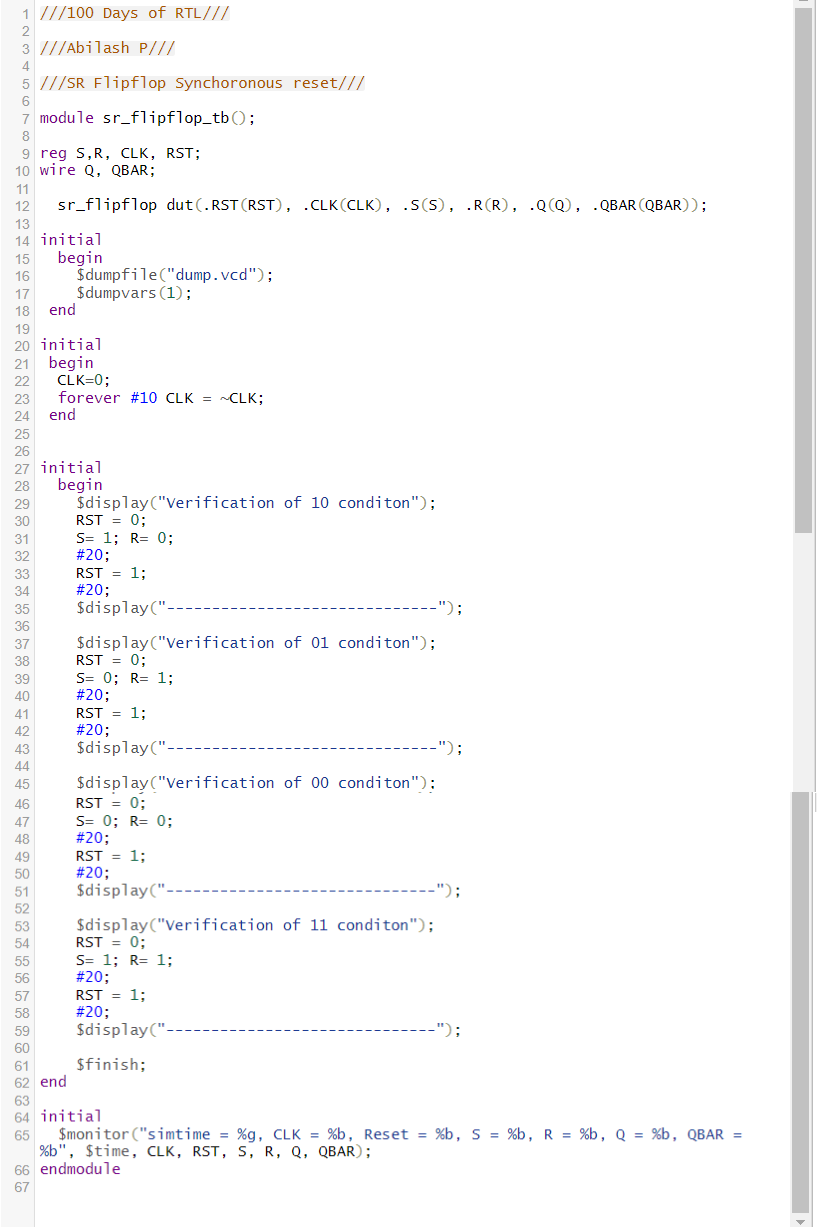 1 ///100 Days of RTL///
2
3 ///Abilash P///
4
5 ///SR Flipflop Synchoronous reset///
6
7 module sr_flipflop_tb();
8
9 reg S,R, CLK, RST;
10 wire Q, QBAR;
11
12 sr_flipflop dut(.RST(RST), .CLK(CLK), .S(S), .R(R), .Q(Q), .QBAR(QBAR));
13
14 initial
15 begin
16 $dumpfile("dump.vcd");
17 $dumpvars(1);
18 end
19
20 initial
21 begin
22 CLK=0;
23 forever #10 CLK = ~CLK;
24 end
25
26
27 initial
28 begin
29 $display("Verification of 10 conditon");
30 RST = 0;
31 S= 1; R= 0;
32 #20;
33 RST = 1;
34 #20;
35 $display("------------------------------");
36
37 $display("Verification of 01 conditon");
38 RST = 0;
39 S= 0; R= 1;
40 #20;
41 RST = 1;
42 #20;
43 $display("------------------------------");
44
45 $display("Verification of 00 conditon");
46 RST = 0;
47 S= 0; R= 0;
48 #20;
49 RST = 1;
50 #20;
51 $display("------------------------------");
52
53 $display("Verification of 11 conditon");
54 RST = 0;
55 S= 1; R= 1;
56 #20;
57 RST = 1;
58 #20;
59 $display("------------------------------");
60
61 $finish;
62 end
63
64 initial
65 $monitor("simtime = %g, CLK = %b, Reset = %b, S = %b, R = %b, Q = %b, QBAR =
%b", $time, CLK, RST, S, R, Q, QBAR);
66 endmodule
67